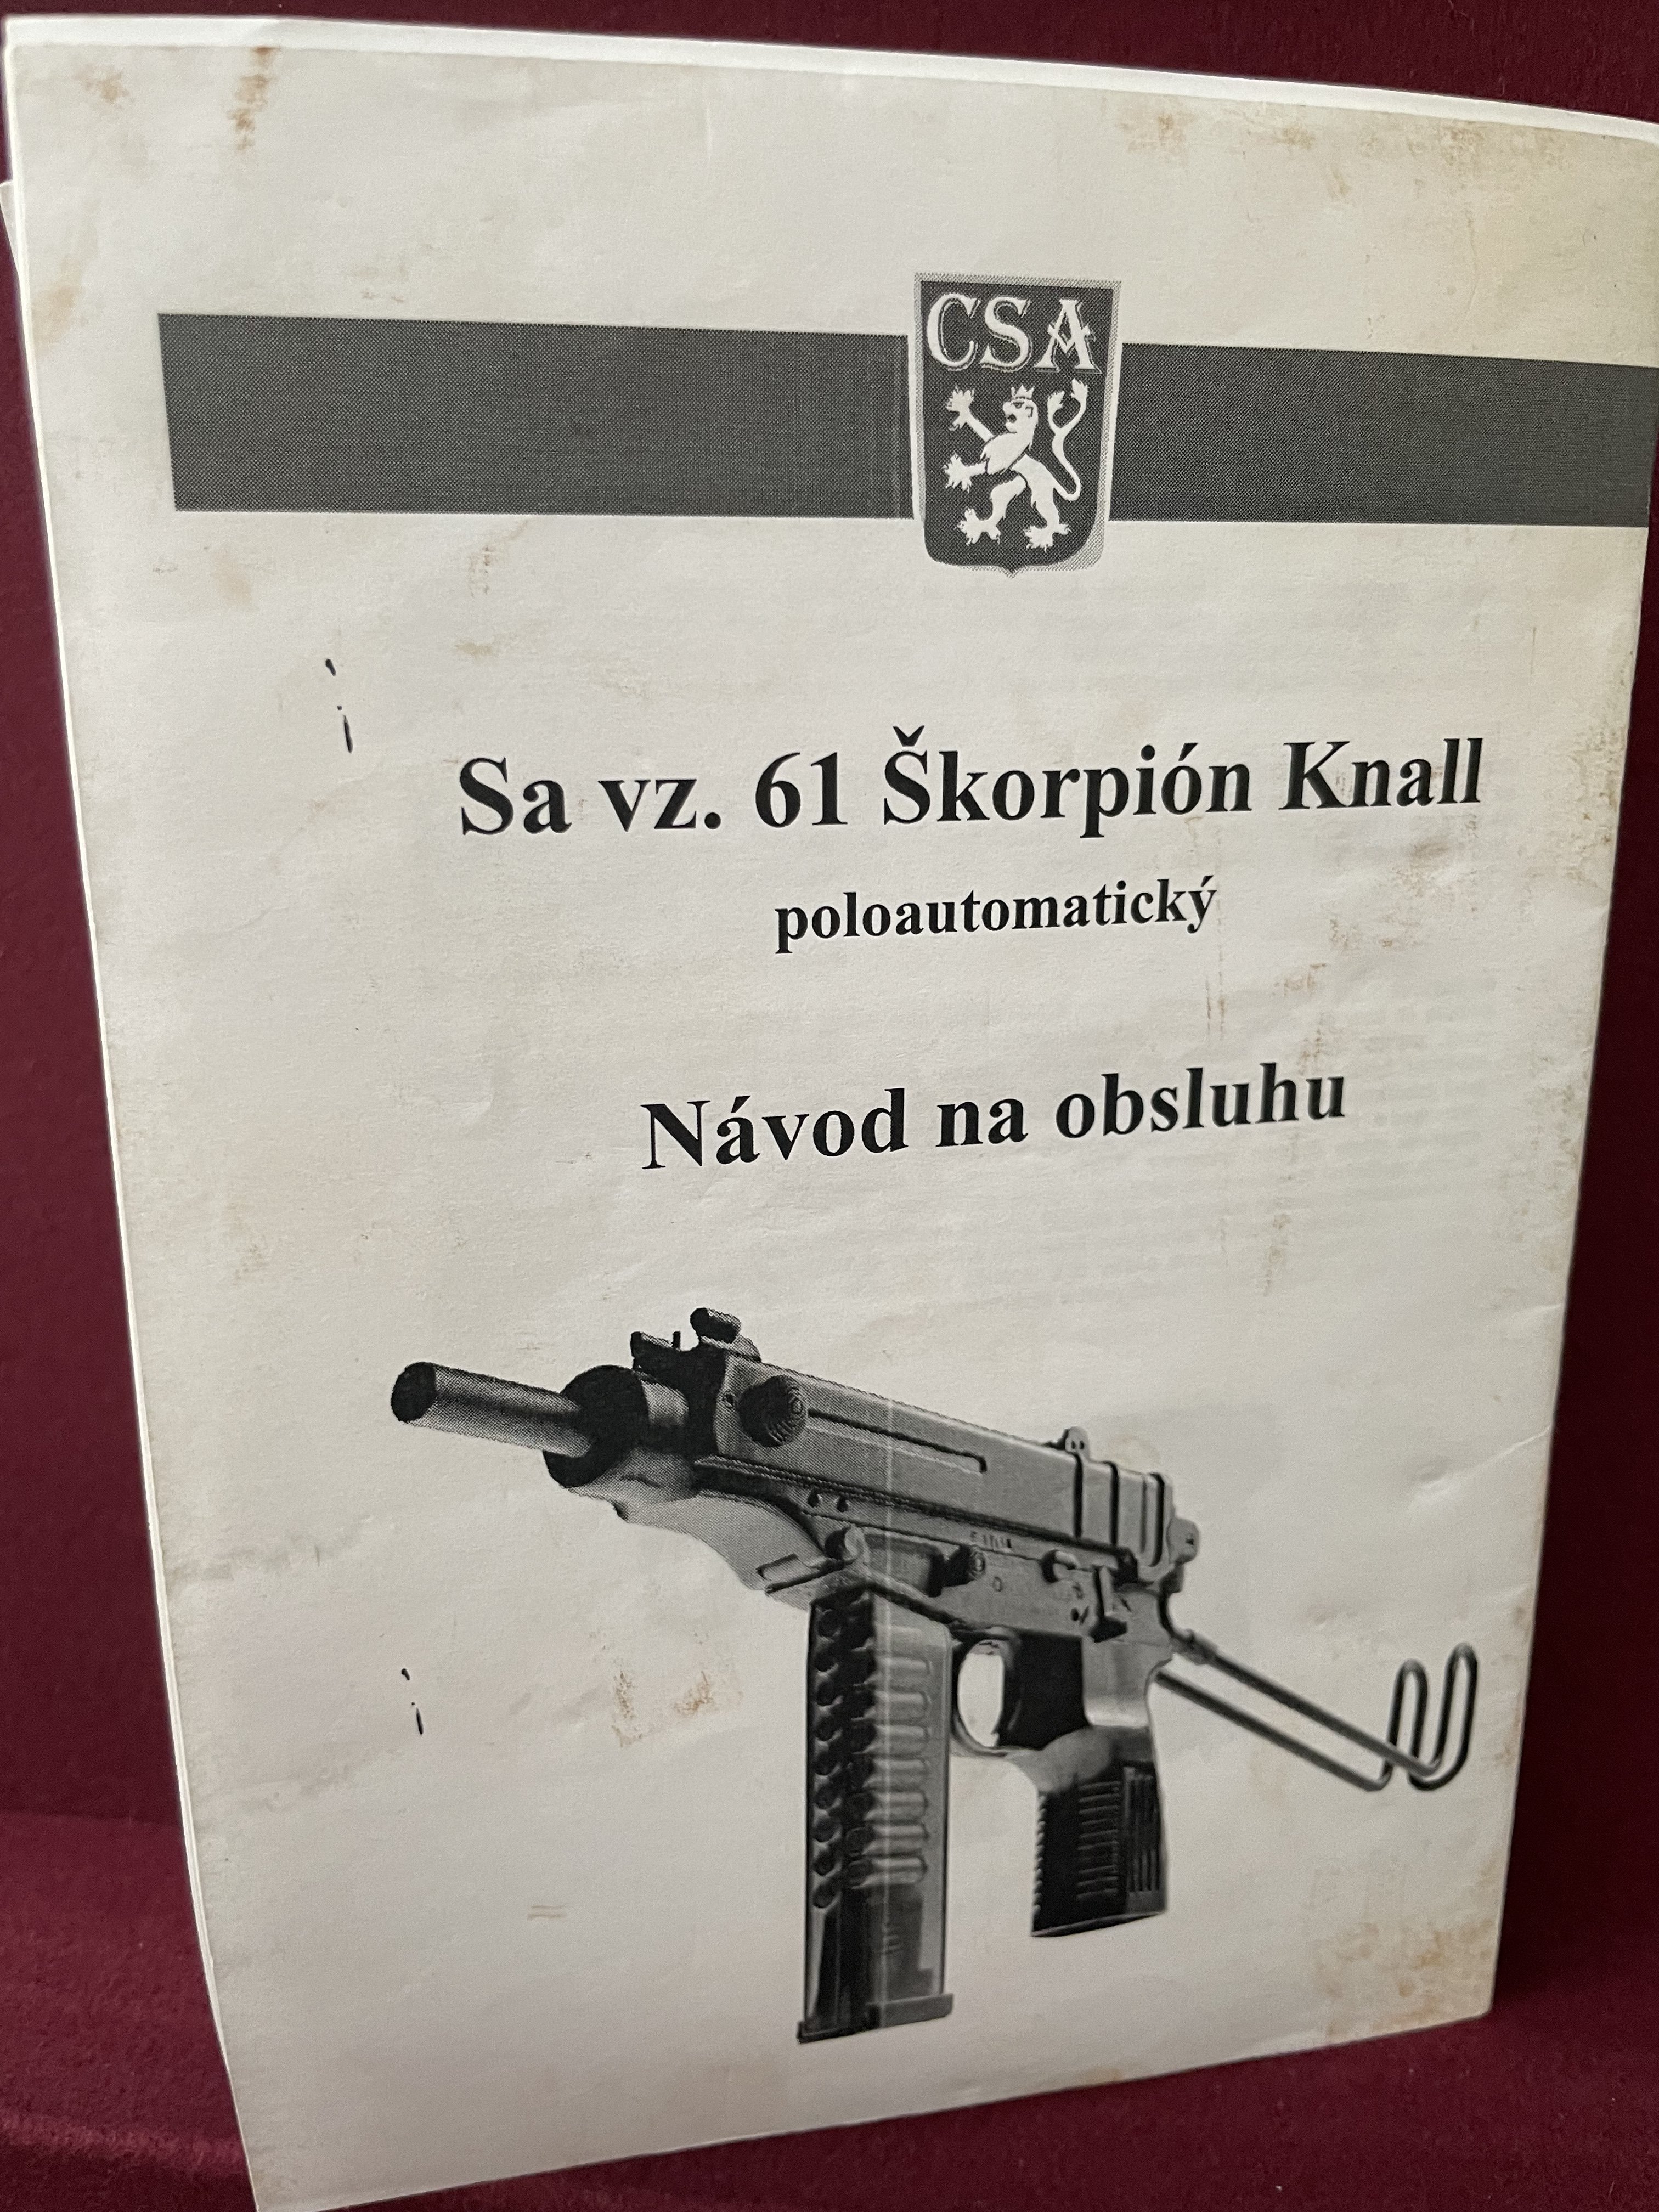 CSA
Sa vz. 61 Škorpión Knall
poloautomatický
Návod na obsluhu